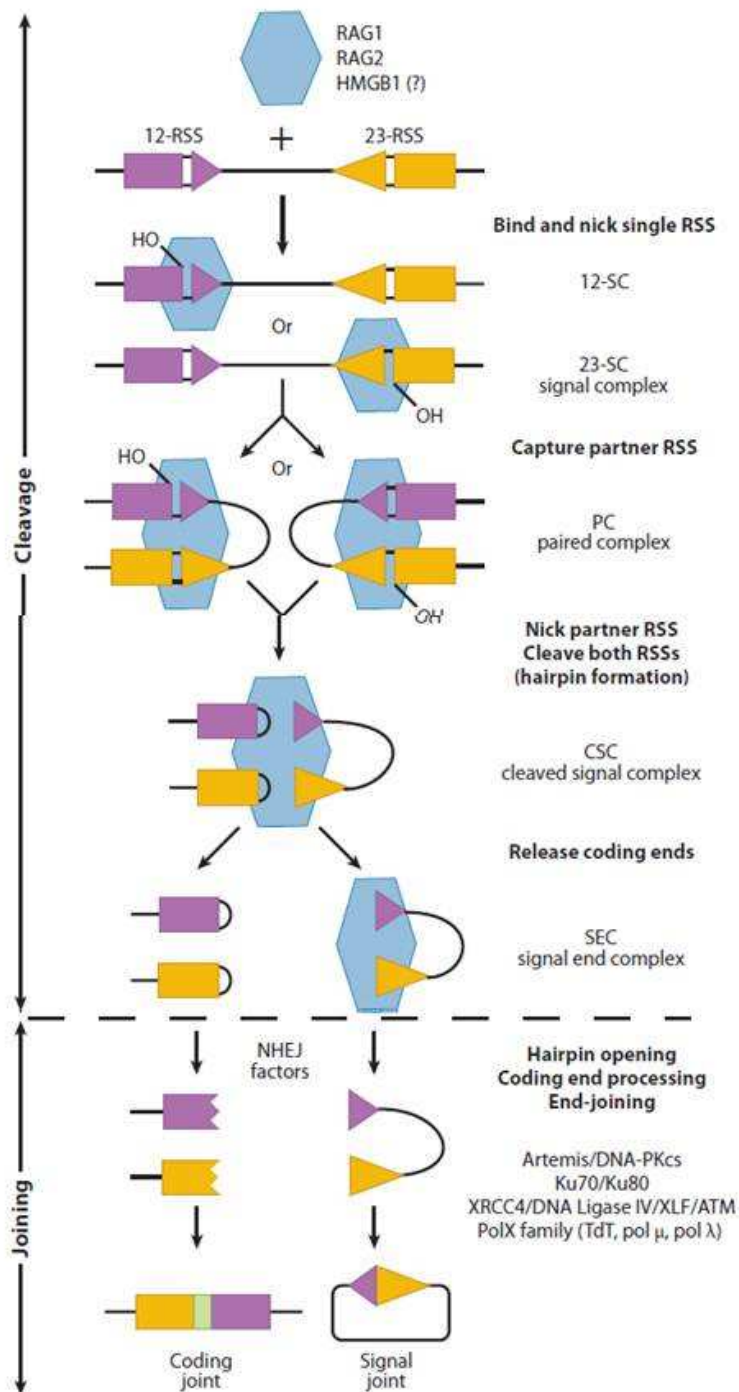 RAG1
RAG2
HMGB1 (?)
12-RSS
+
23-RSS
Bind and nick single RSS
HO
12-SC
Or
23-SC
signal complex
OH
Capture partner RSS
HO
Or
PC
paired complex
OH
Cleavage
Nick partner RSS
Cleave both RSSs
(hairpin formation)
CSC
cleaved signal complex
Release coding ends
SEC
signal end complex
NHEJ
factors
Hairpin opening
Coding end processing
End-joining
Artemis/DNA-PKcs
Ku70/Ku80
XRCC4/DNA Ligase IV/XLF/ATM
PolX family (TdT, pol μ, pol λ)
Joining
Coding
joint
Signal
joint